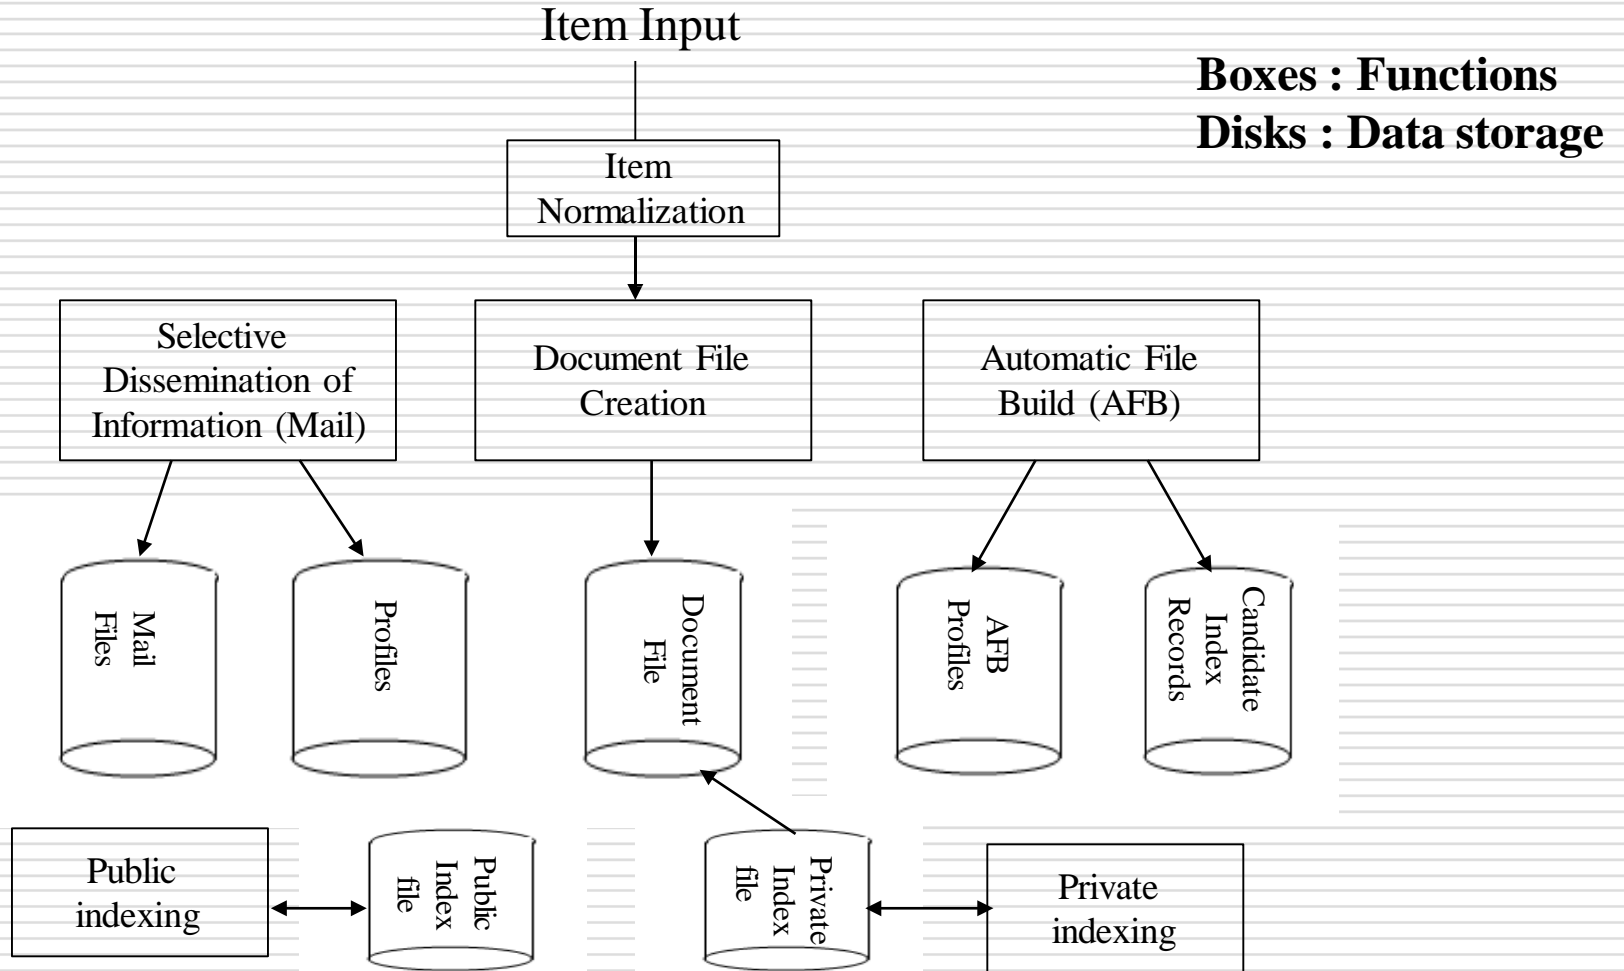 Item Input
Boxes : Functions
Disks : Data storage
Item
Normalization
Selective
Dissemination of
Information (Mail)
Document File
Creation
Automatic File
Build (AFB)
Mail
Files
Profiles
Document
File
AFB
Profiles
Candidate
Index
Records
Public
indexing
Public
Index
file
Private
Index
file
Private
indexing